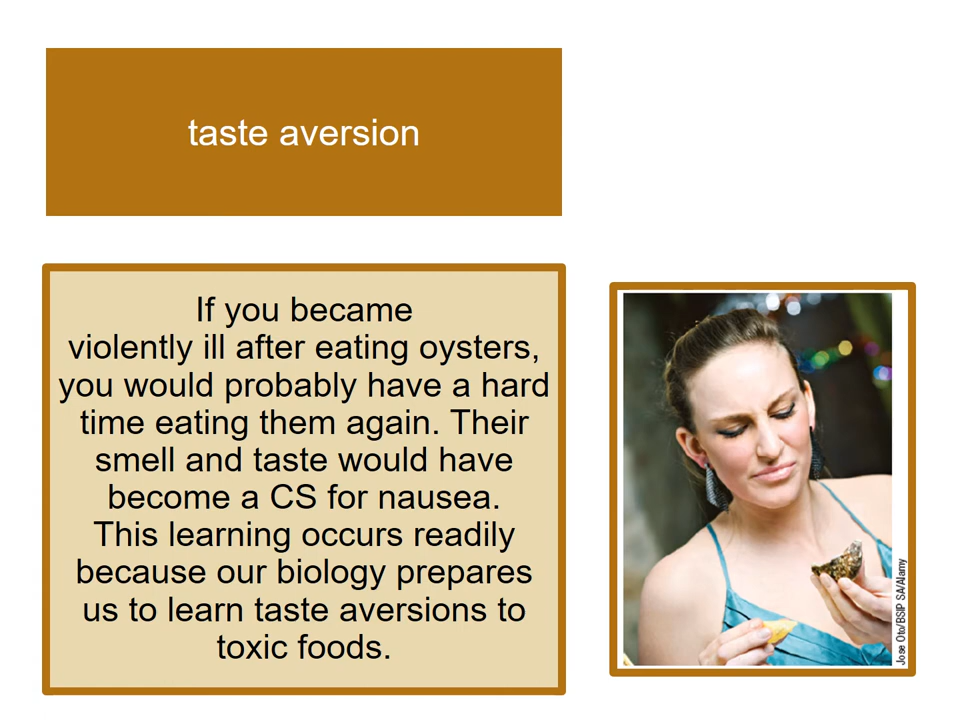 taste aversion
If you became
violently ill after eating oysters,
you would probably have a hard
time eating them again. Their
smell and taste would have
become a CS for nausea.
This learning occurs readily
because our biology prepares
us to learn taste aversions to
toxic foods.
Jose Oto/BSIP SA/Alamy